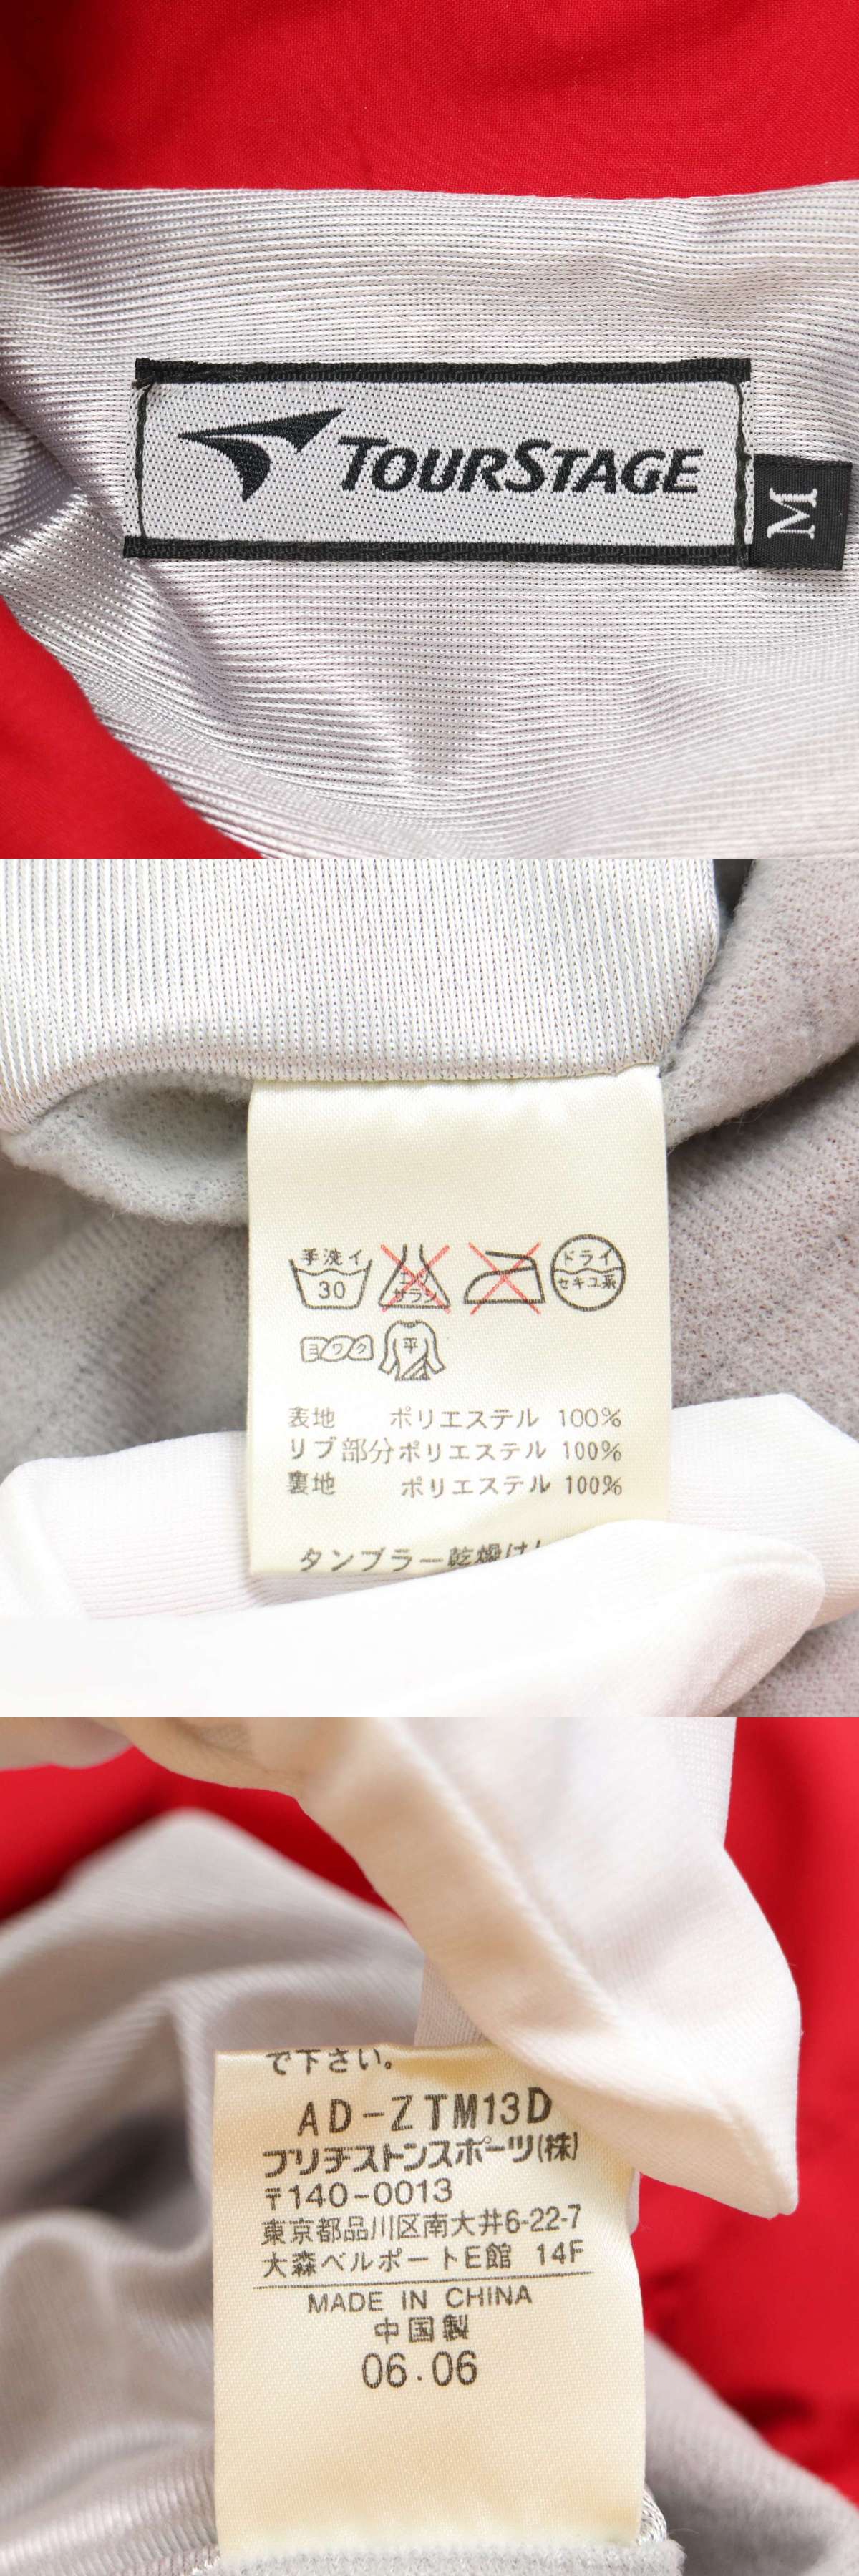 TOURSTAGE
M
手洗イ
30
エンソ
サラシ
ドライ
セキユ系
ヨワク
平
表地 ポリエステル 100%
リブ部分ポリエステル 100%
裏地 ポリエステル 100%
タンブラー乾燥は
で下さい。
AD-ZTM13D
ブリヂストンスポーツ(株)
〒140-0013
東京都品川区南大井6-22-7
大森ベルポートE館 14F
MADE IN CHINA
中国製
06.06